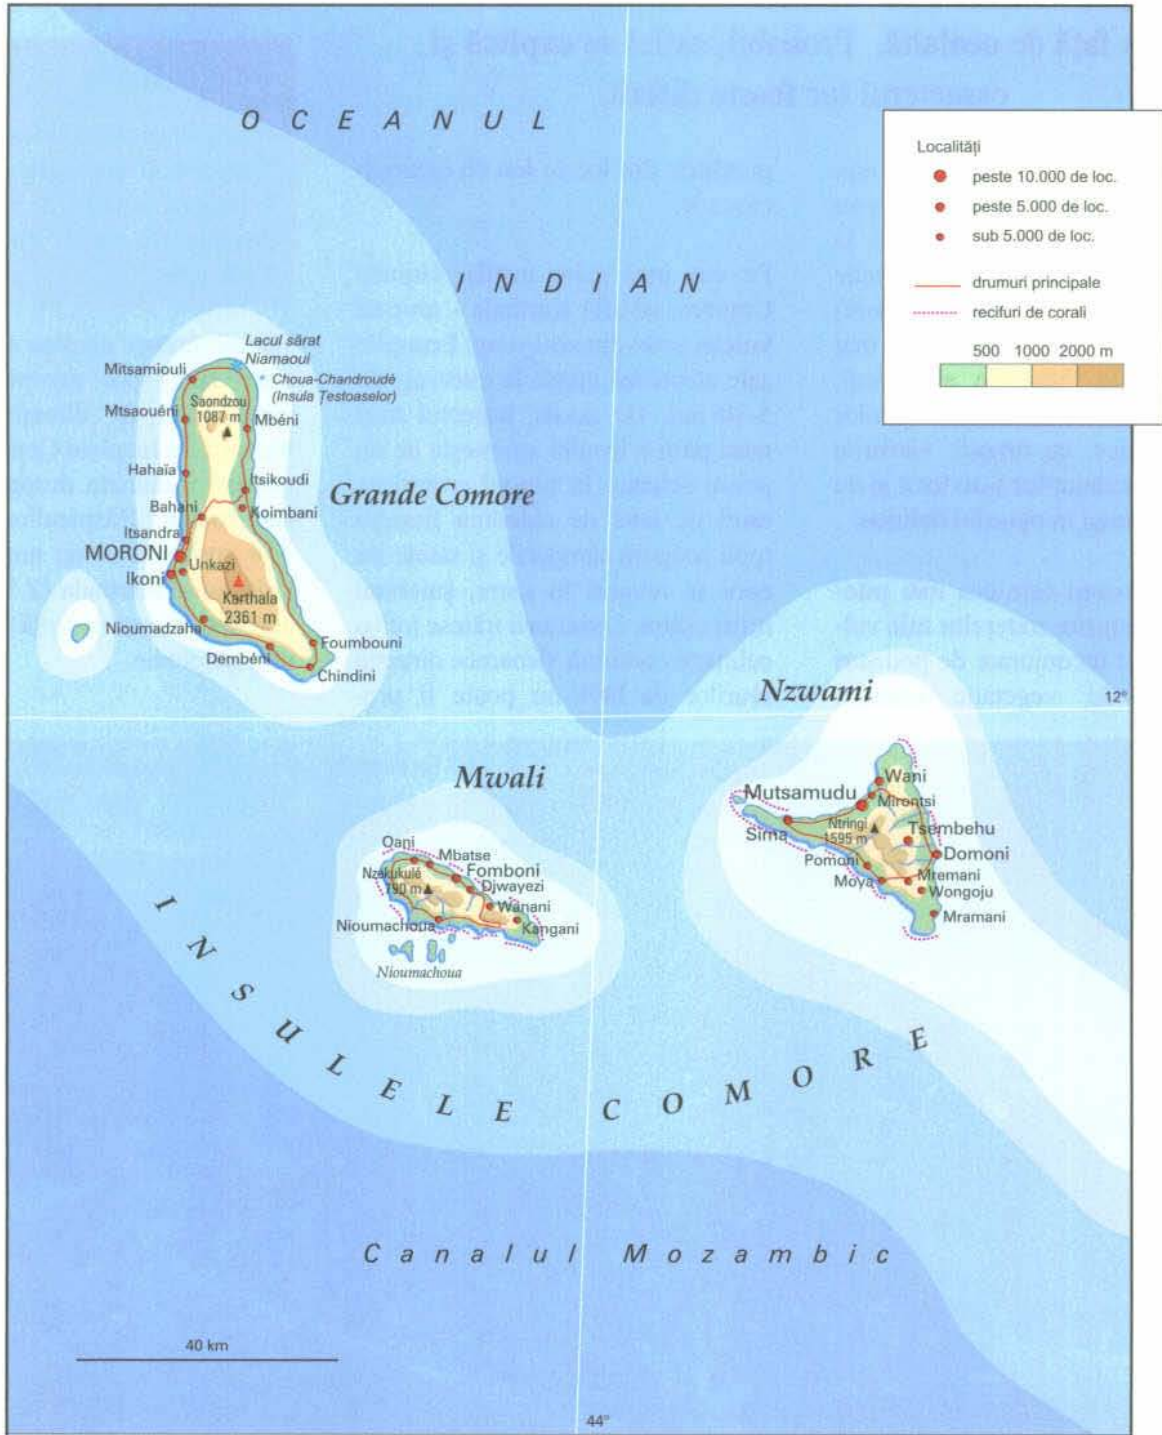 OCEANUL
INDIAN
Localități
peste 10.000 de loc.
peste 5.000 de loc.
sub 5.000 de loc.
drumuri principale
recifuri de corali
500 1000 2000 m
Lacul sărat
Niamaoui
Choua-Chandroudé
(Insula Țestoaselor)
Mitsamiouli
Saondzou
1087 m
Mtsaouéni
Mbéni
Hahaïa
Itsikoudi
Grande Comore
Bahani
Koimbani
Itsandra
MORONI
Unkazi
Ikoni
Karthala
2361 m
Nioumadzaha
Foumbouni
Dembéni
Chindini
Nzwami
12°
Mwali
Wani
Mutsamudu
Mirontsi
Ntringi
1595 m
Tsembehu
Sima
Domoni
Pomoni
Moya
Mremani
Wongoju
Mramani
Oani
Mbatse
Fomboni
Nzekukulé
790 m
Djwayezi
Wanani
Nioumachoua
Kangani
Nioumachoua
INSULELE COMORE
Canalul Mozambic
40 km
44°